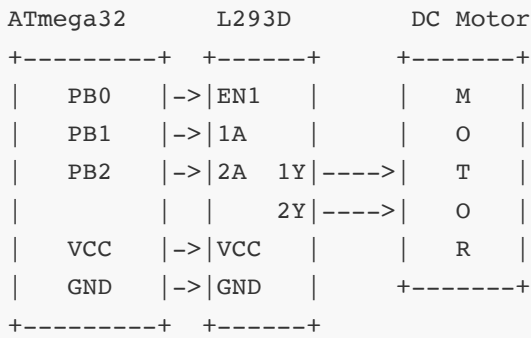 ATmega32      L293D        DC Motor
+---------+  +------+     +-------+
|   PB0   |->|EN1   |     |   M   |
|   PB1   |->|1A    |     |   O   |
|   PB2   |->|2A  1Y|---->|   T   |
|         |  |    2Y|---->|   O   |
|   VCC   |->|VCC   |     |   R   |
|   GND   |->|GND   |     +-------+
+---------+  +------+